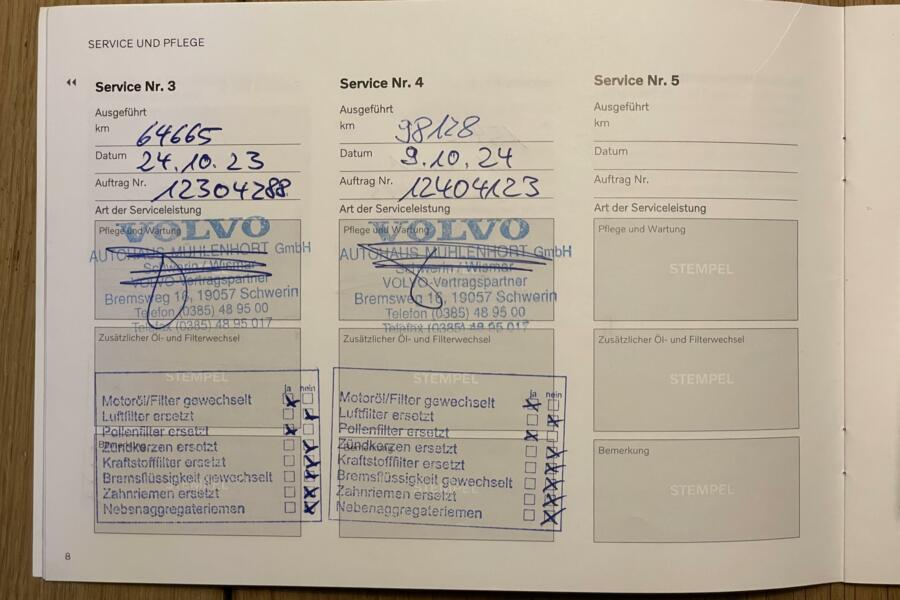 SERVICE UND PFLEGE
Service Nr. 3
Ausgeführt
km 64665
Datum 24.10.23
Auftrag Nr. 12304288
Art der Serviceleistung
Pflege und Wartung
VOLVO
AUTOHAUS MÜHLENHORT GmbH
Schwerin / Wismar
VOLVO-Vertragspartner
Bremsweg 16, 19057 Schwerin
Telefon (0385) 48 95 00
Telefax (0385) 48 95 017
Zusätzlicher Öl- und Filterwechsel
STEMPEL
ja nein
Motoröl/Filter gewechselt
Luftfilter ersetzt
Pollenfilter ersetzt
Bemerkung
Zündkerzen ersetzt
Kraftstofffilter ersetzt
Bremsflüssigkeit gewechselt
Zahnriemen ersetzt
Nebenaggregateriemen
Service Nr. 4
Ausgeführt
km 98128
Datum 9.10.24
Auftrag Nr. 12404123
Art der Serviceleistung
Pflege und Wartung
VOLVO
AUTOHAUS MÜHLENHORT GmbH
Schwerin / Wismar
VOLVO-Vertragspartner
Bremsweg 16, 19057 Schwerin
Telefon (0385) 48 95 00
Telefax (0385) 48 95 017
Zusätzlicher Öl- und Filterwechsel
STEMPEL
ja nein
Motoröl/Filter gewechselt
Luftfilter ersetzt
Pollenfilter ersetzt
Zündkerzen ersetzt
Kraftstofffilter ersetzt
Bremsflüssigkeit gewechselt
Zahnriemen ersetzt
Nebenaggregateriemen
Service Nr. 5
Ausgeführt
km
Datum
Auftrag Nr.
Art der Serviceleistung
Pflege und Wartung
STEMPEL
Zusätzlicher Öl- und Filterwechsel
STEMPEL
Bemerkung
STEMPEL
8